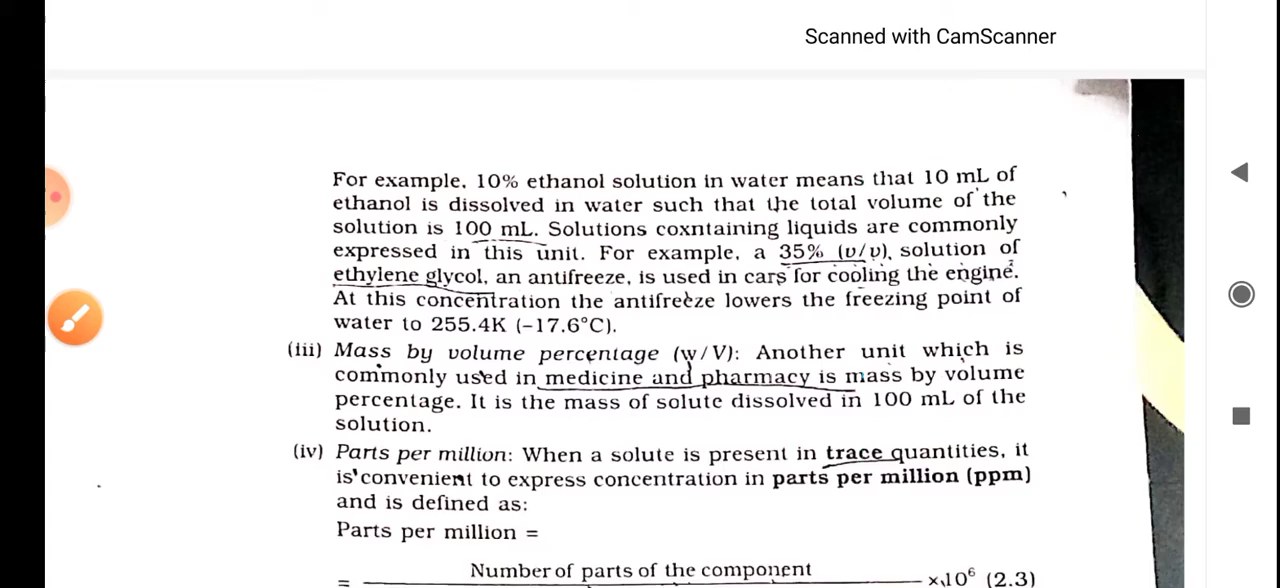 Scanned with CamScanner
For example, 10% ethanol solution in water means that 10 mL of
ethanol is dissolved in water such that the total volume of the
solution is 100 mL. Solutions coxntaining liquids are commonly
expressed in this unit. For example, a 35% (v/v) solution of
ethylene glycol, an antifreeze, is used in cars for cooling the engine.
At this concentration the antifreeze lowers the freezing point of
water to 255.4K (–17.6°C).
(iii) Mass by volume percentage (w/V): Another unit which is
commonly used in medicine and pharmacy is mass by volume
percentage. It is the mass of solute dissolved in 100 mL of the
solution.
(iv) Parts per million: When a solute is present in trace quantities, it
is convenient to express concentration in parts per million (ppm)
and is defined as:
Parts per million =
= Number of parts of the component ×10⁶ (2.3)